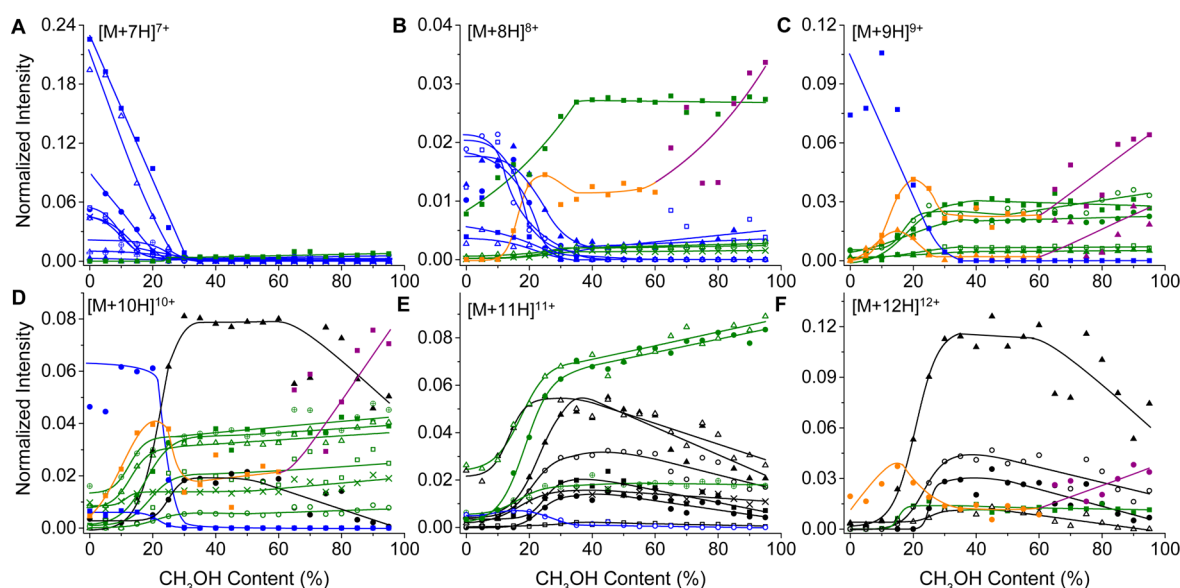 A [M+7H]⁷⁺
B [M+8H]⁸⁺
C [M+9H]⁹⁺
Normalized Intensity
0.24
0.18
0.12
0.06
0.00
0 20 40 60 80 100
0.04
0.03
0.02
0.01
0.00
0 20 40 60 80 100
0.12
0.09
0.06
0.03
0.00
0 20 40 60 80 100
D [M+10H]¹⁰⁺
E [M+11H]¹¹⁺
F [M+12H]¹²⁺
Normalized Intensity
0.08
0.06
0.04
0.02
0.00
0 20 40 60 80 100
CH₃OH Content (%)
0.08
0.06
0.04
0.02
0.00
0 20 40 60 80 100
CH₃OH Content (%)
0.12
0.09
0.06
0.03
0.00
0 20 40 60 80 100
CH₃OH Content (%)